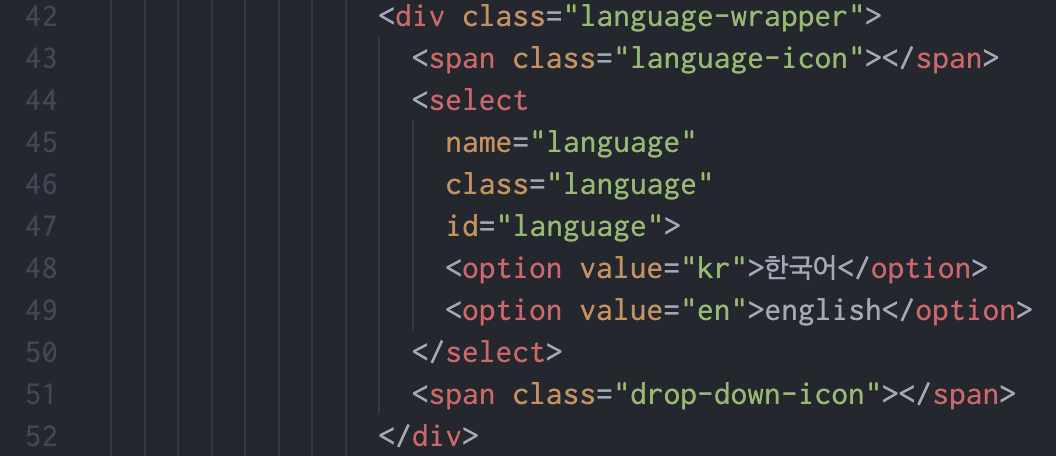 42 <div class="language-wrapper">
43 <span class="language-icon"></span>
44 <select
45 name="language"
46 class="language"
47 id="language">
48 <option value="kr">한국어</option>
49 <option value="en">english</option>
50 </select>
51 <span class="drop-down-icon"></span>
52 </div>